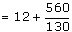 = 12 + 560/130